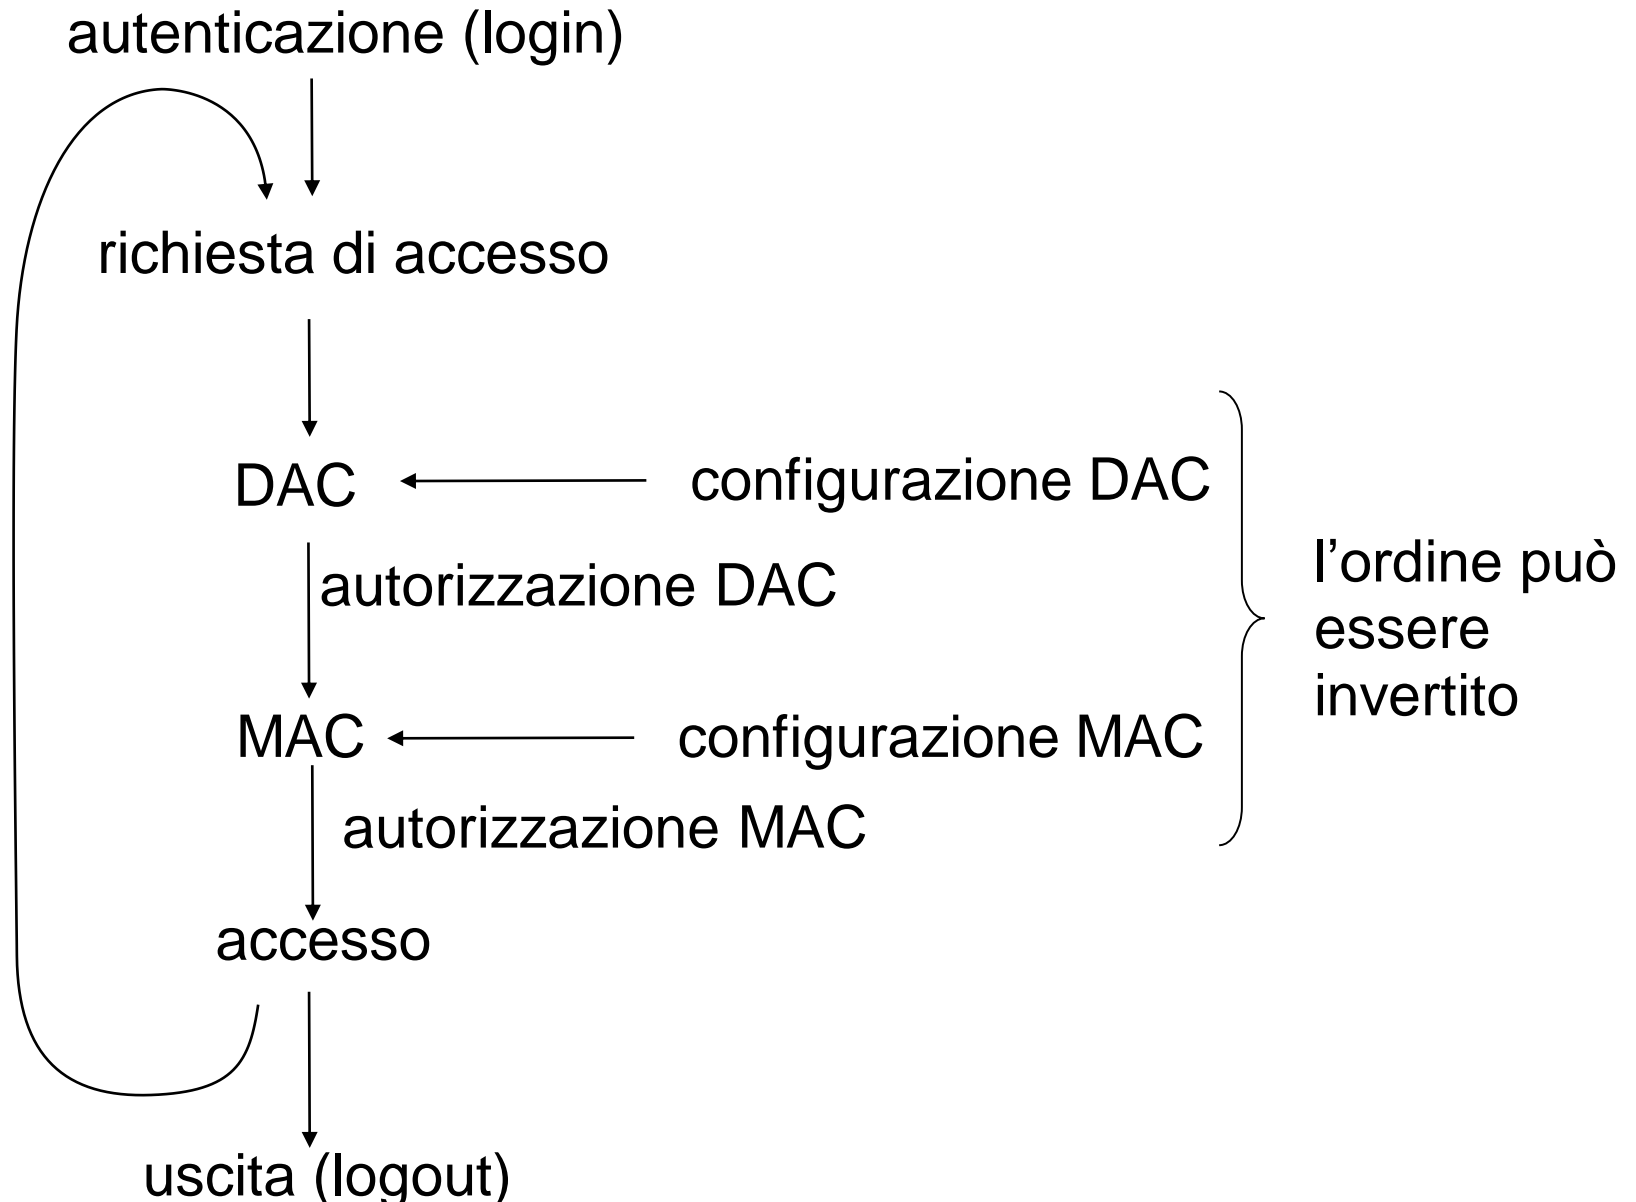 autenticazione (login)
richiesta di accesso
DAC
configurazione DAC
autorizzazione DAC
MAC
configurazione MAC
autorizzazione MAC
l’ordine può
essere
invertito
accesso
uscita (logout)